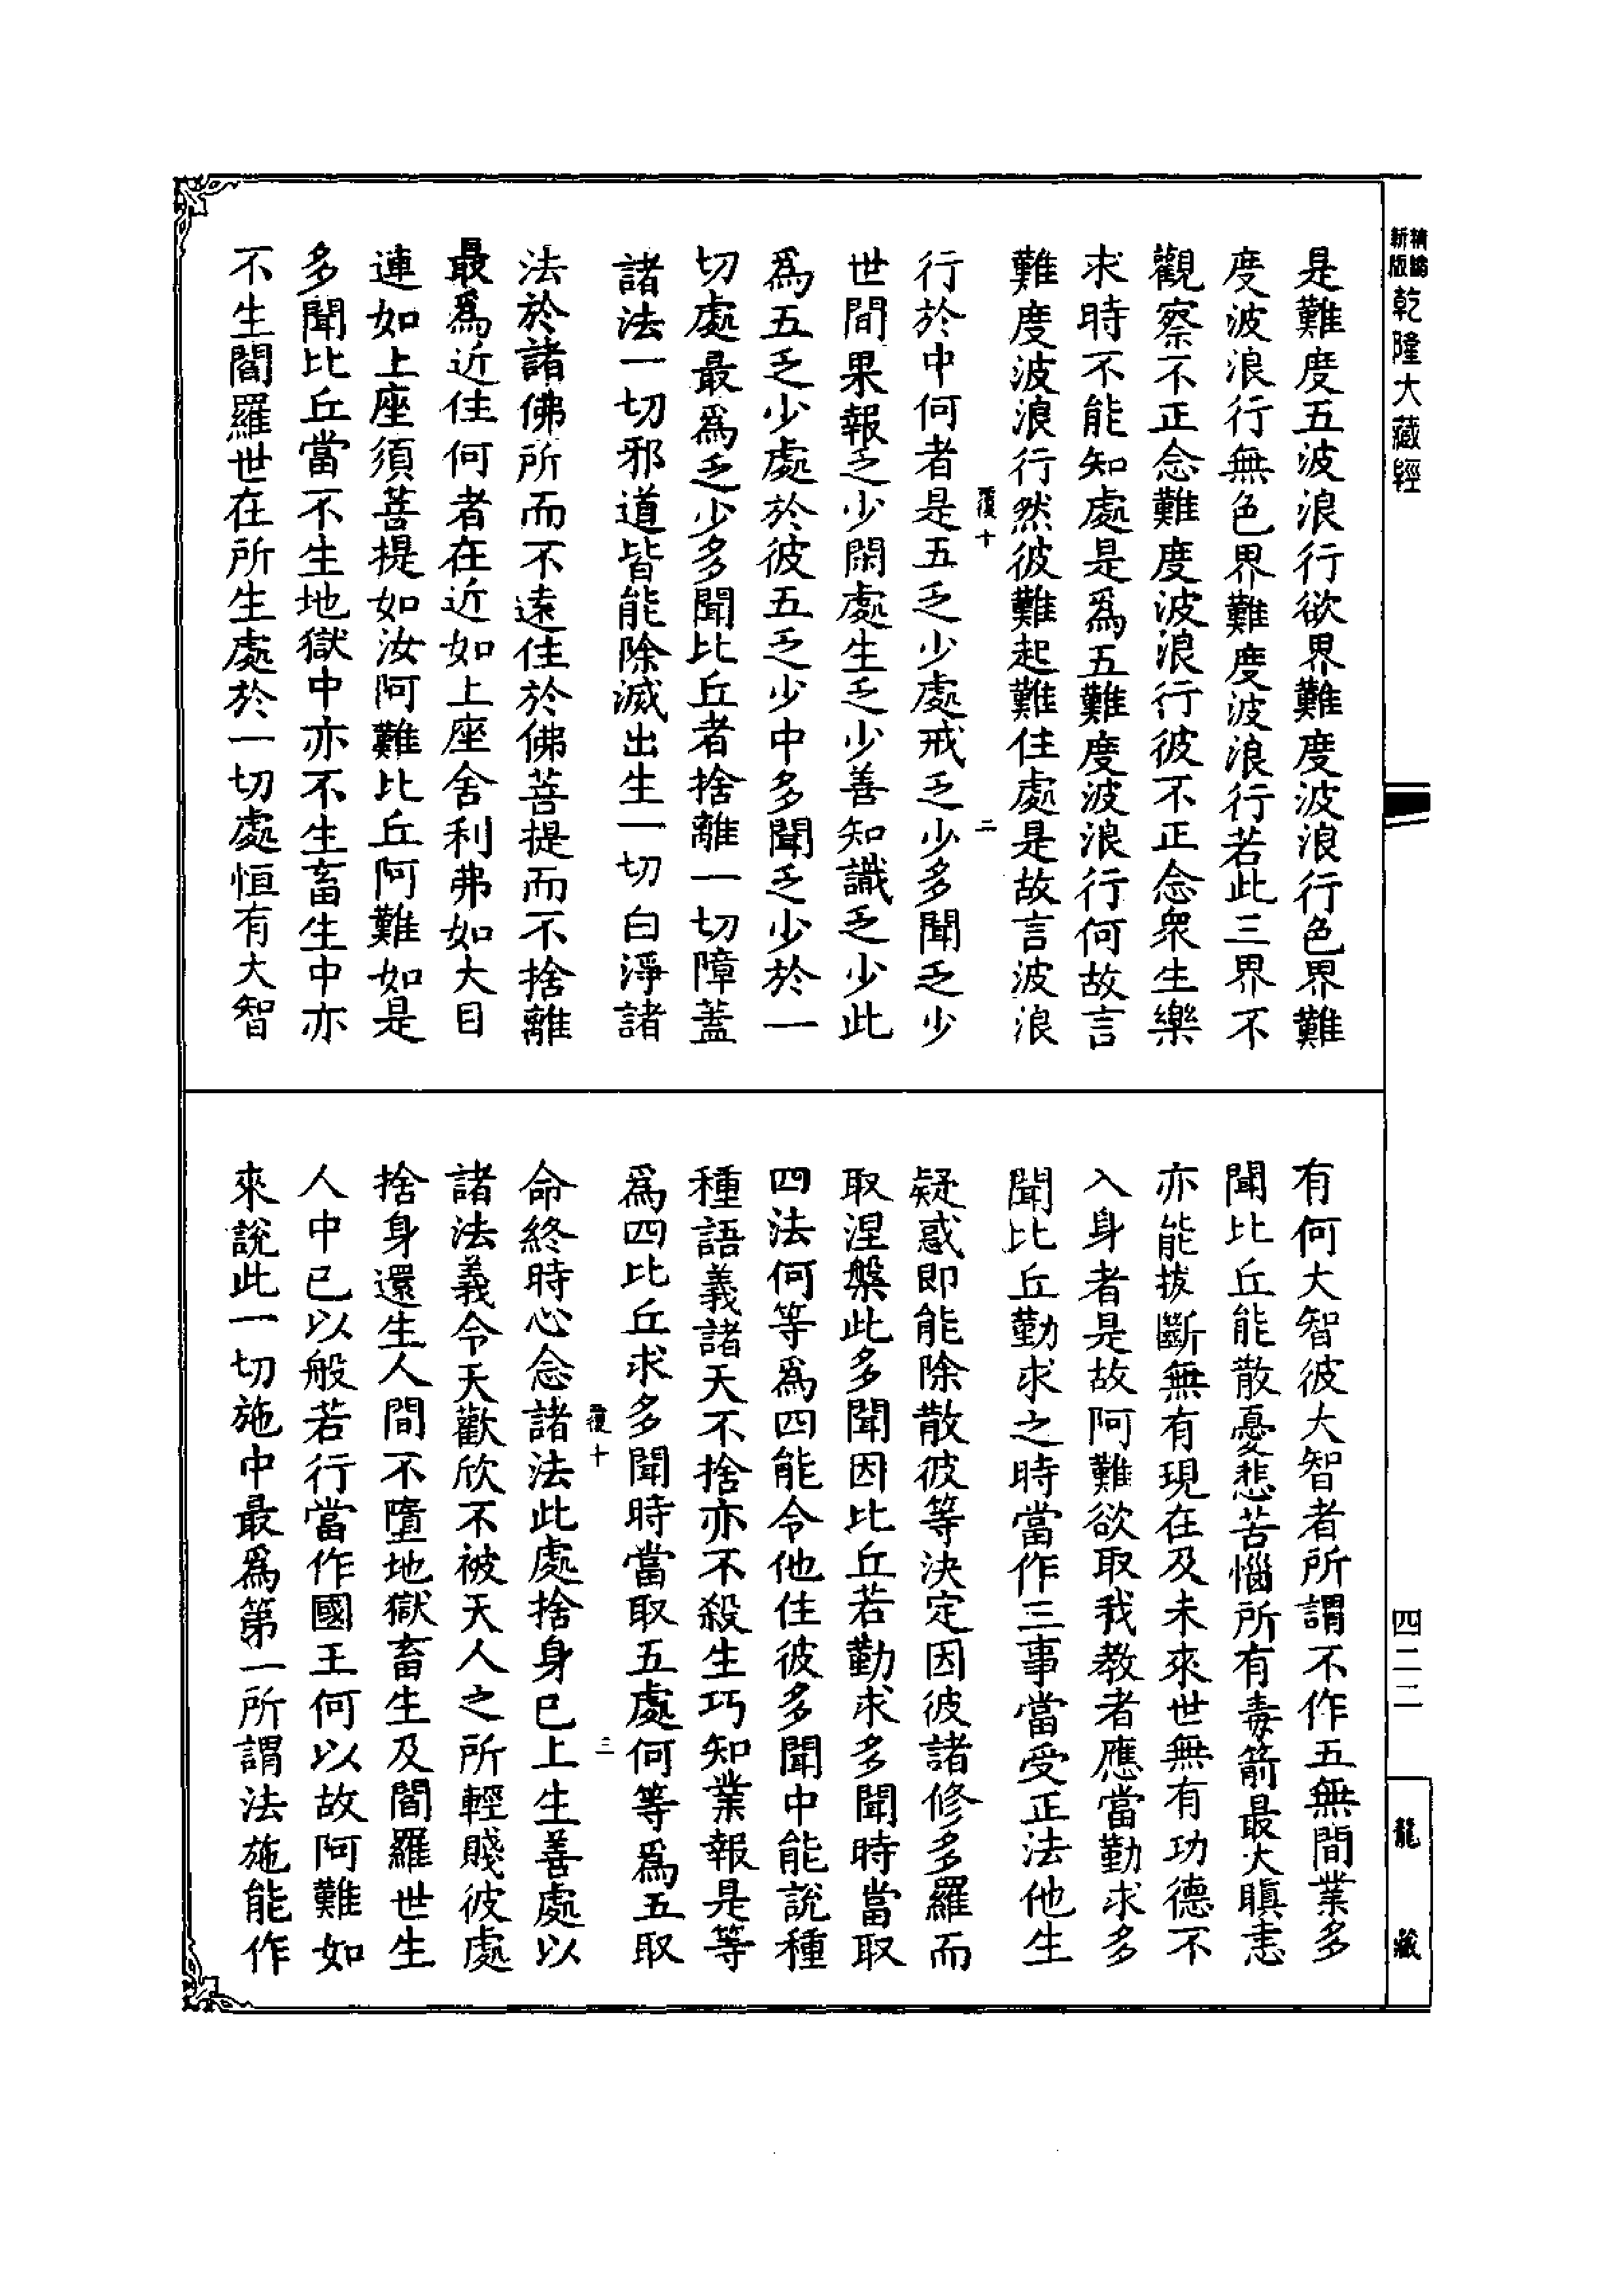 精縮新版乾隆大藏經
是難度五波浪行欲界難度波浪行色界難
度波浪行無色界難度波浪行若此三界不
觀察不正念難度波浪行彼不正念衆生樂
求時不能知處是爲五難度波浪行何故言
難度波浪行然彼難起難住處是故言波浪
行於中何者是五乏少處戒乏少多聞乏少
世間果報乏少閑處生乏少善知識乏少此
爲五乏少處於彼五乏少中多聞乏少於一
切處最爲乏少多聞比丘者捨離一切障蓋
諸法一切邪道皆能除滅出生一切白淨諸
法於諸佛所而不遠住於佛菩提而不捨離
最爲近住何者在近如上座舍利弗如大目
連如上座須菩提如汝阿難比丘阿難如是
多聞比丘當不生地獄中亦不生畜生中亦
不生閻羅世在所生處於一切處恒有大智
復十
二
有何大智彼大智者所謂不作五無間業多
聞比丘能散憂悲苦惱所有毒箭最大瞋恚
亦能拔斷無有現在及未來世無有功德不
入身者是故阿難欲取我教者應當勤求多
聞比丘勤求之時當作三事當受正法他生
疑惑即能除散彼等決定因彼諸修多羅而
取涅槃此多聞因比丘若勤求多聞時當取
四法何等爲四能令他住彼多聞中能說種
種語義諸天不捨亦不殺生巧知業報是等
爲四比丘求多聞時當取五處何等爲五取
命終時心念諸法此處捨身已上生善處以
諸法義令天歡欣不被天人之所輕賤彼處
捨身還生人間不墮地獄畜生及閻羅世生
人中已以般若行當作國王何以故阿難如
來說此一切施中最爲第一所謂法施能作
復十
三
四二二
龍藏